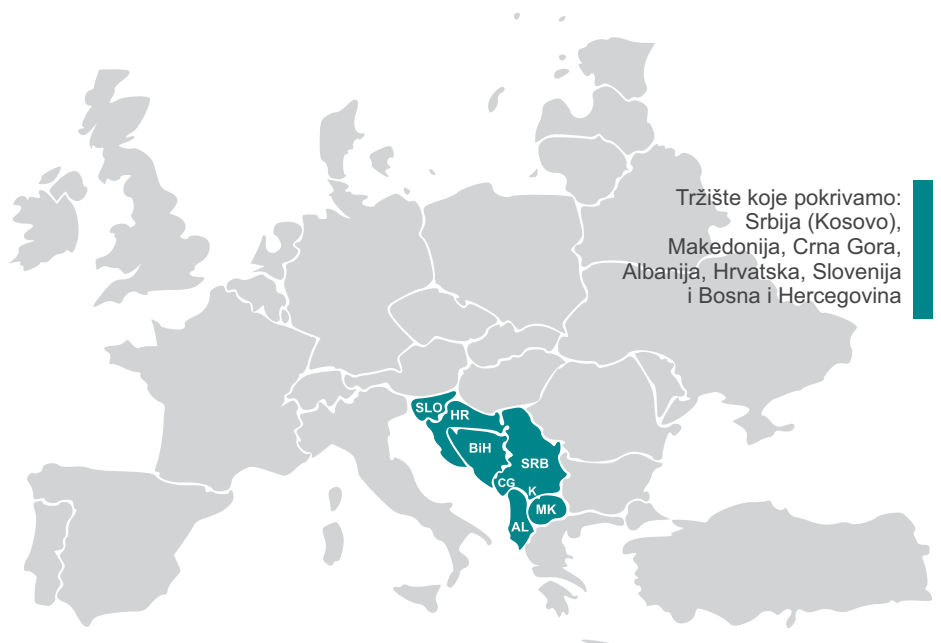 Tržište koje pokrivamo:
Srbija (Kosovo),
Makedonija, Crna Gora,
Albanija, Hrvatska, Slovenija
i Bosna i Hercegovina
SLO
HR
BiH
SRB
CG
K
MK
AL